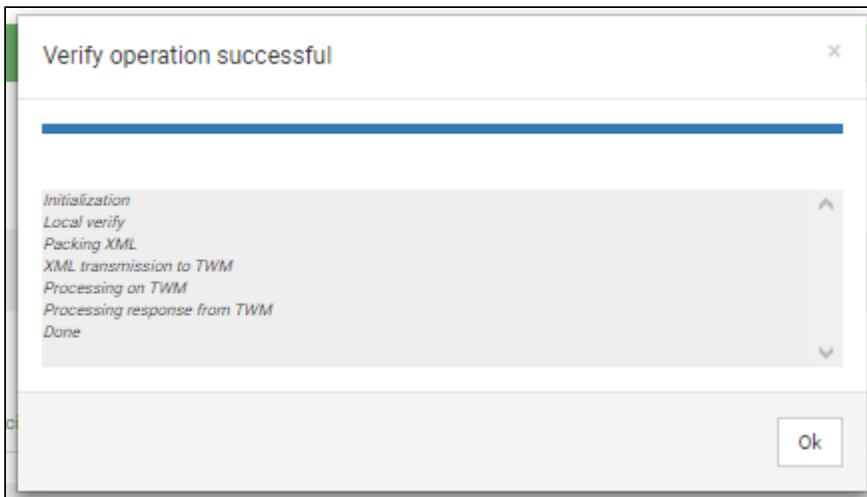 Verify operation successful
×
Initialization
Local verify
Packing XML
XML transmission to TWM
Processing on TWM
Processing response from TWM
Done
ci
Ok